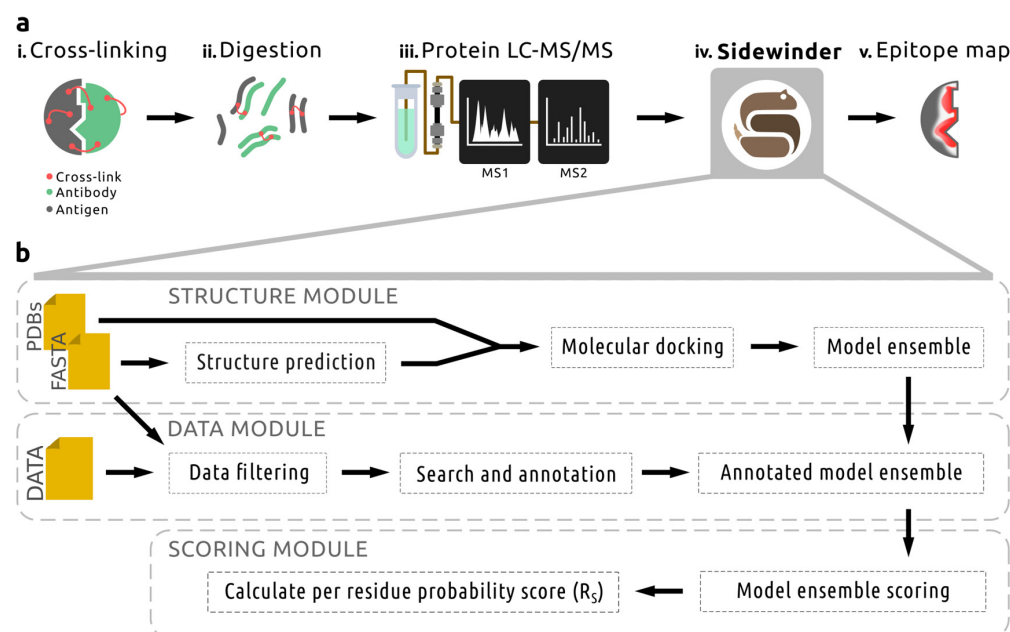 a
i. Cross-linking
ii. Digestion
iii. Protein LC-MS/MS
iv. Sidewinder
v. Epitope map
MS1
MS2
Cross-link
Antibody
Antigen
b
STRUCTURE MODULE
PDBs
FASTA
Structure prediction
Molecular docking
Model ensemble
DATA MODULE
DATA
Data filtering
Search and annotation
Annotated model ensemble
SCORING MODULE
Calculate per residue probability score (RS)
Model ensemble scoring